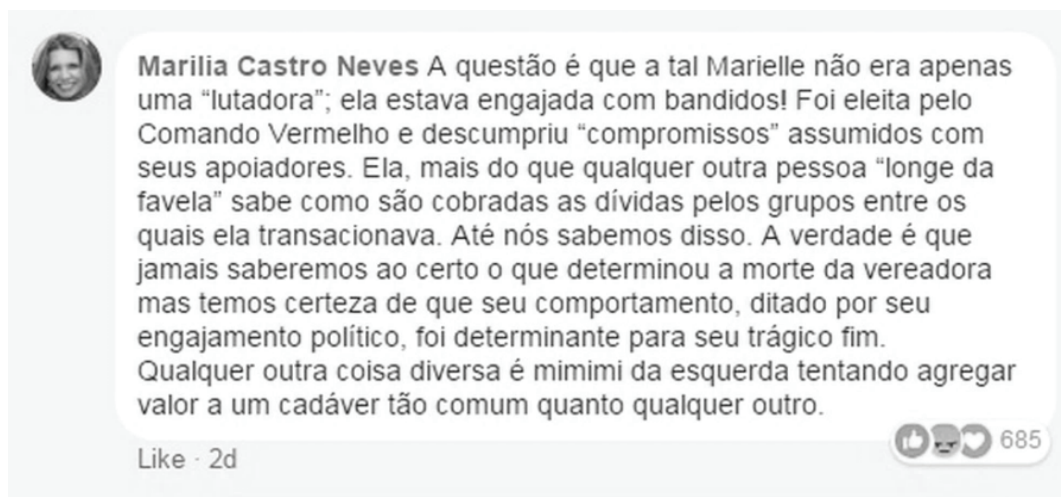 Marilia Castro Neves A questão é que a tal Marielle não era apenas
uma “lutadora”; ela estava engajada com bandidos! Foi eleita pelo
Comando Vermelho e descumpriu “compromissos” assumidos com
seus apoiadores. Ela, mais do que qualquer outra pessoa “longe da
favela” sabe como são cobradas as dívidas pelos grupos entre os
quais ela transacionava. Até nós sabemos disso. A verdade é que
jamais saberemos ao certo o que determinou a morte da vereadora
mas temos certeza de que seu comportamento, ditado por seu
engajamento político, foi determinante para seu trágico fim.
Qualquer outra coisa diversa é mimimi da esquerda tentando agregar
valor a um cadáver tão comum quanto qualquer outro.
685
Like · 2d